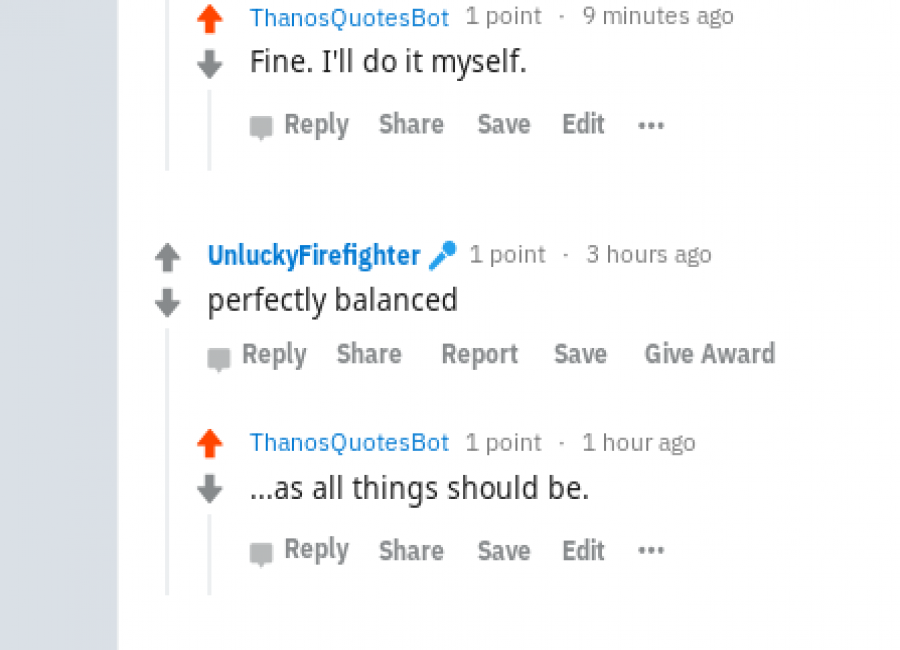 ThanosQuotesBot 1 point · 9 minutes ago
Fine. I'll do it myself.
Reply Share Save Edit •••
UnluckyFirefighter 1 point · 3 hours ago
perfectly balanced
Reply Share Report Save Give Award
ThanosQuotesBot 1 point · 1 hour ago
...as all things should be.
Reply Share Save Edit •••